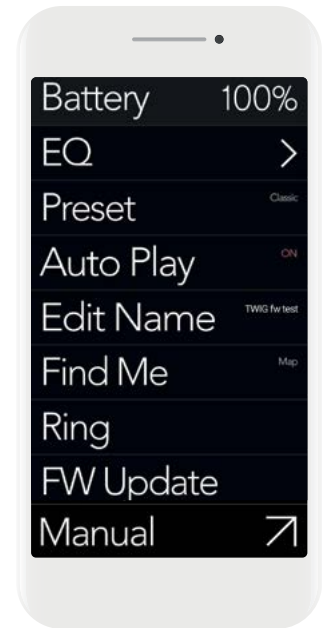 Battery 100%
EQ
Preset Classic
Auto Play ON
Edit Name TWIG fw test
Find Me Map
Ring
FW Update
Manual